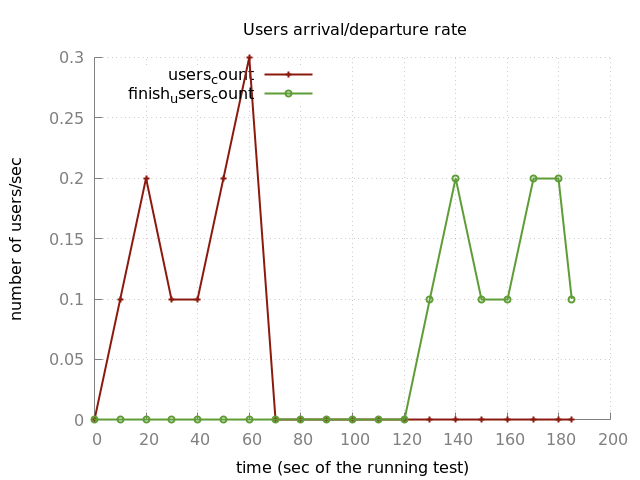 Users arrival/departure rate
users_count
finish_users_count
number of users/sec
0.3
0.25
0.2
0.15
0.1
0.05
0
0 20 40 60 80 100 120 140 160 180 200
time (sec of the running test)